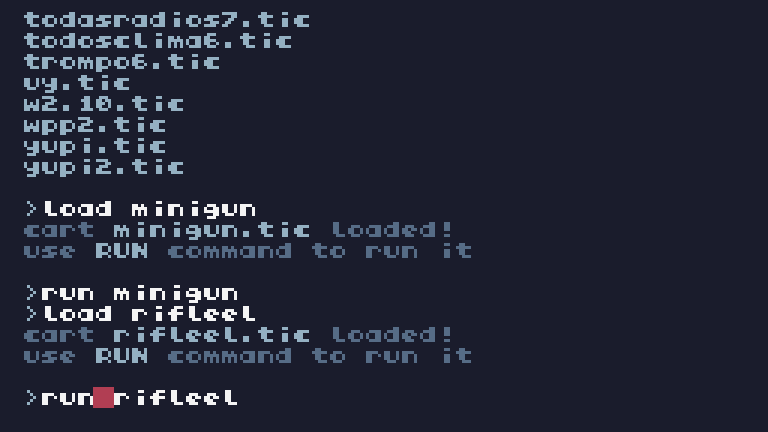 todasradios7.tic
todosclima6.tic
trompo6.tic
uy.tic
w2.10.tic
wpp2.tic
yupi.tic
yupi2.tic
>load minigun
cart minigun.tic loaded!
use RUN command to run it
>run minigun
>load rifleel
cart rifleel.tic loaded!
use RUN command to run it
>run rifleel